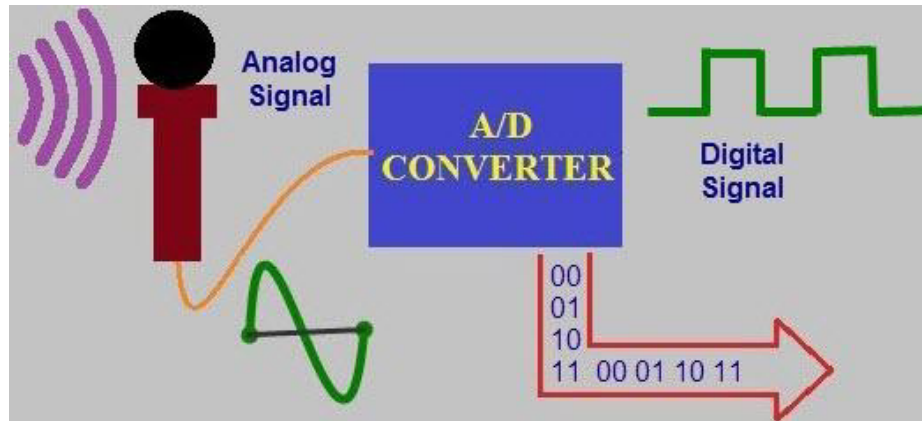 Analog
Signal
A/D
CONVERTER
Digital
Signal
00
01
10
11 00 01 10 11